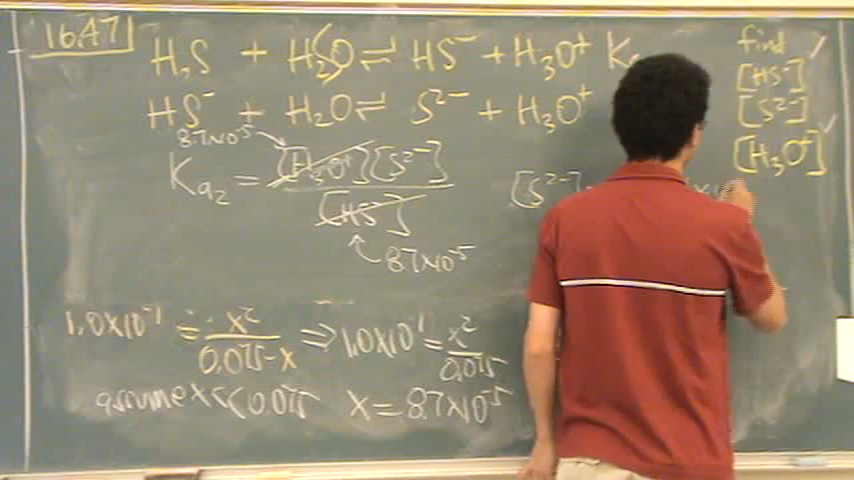 16.47
H₂S + H₂O ⇌ HS⁻ + H₃O⁺ K
HS⁻ + H₂O ⇌ S²⁻ + H₃O⁺
find
[HS⁻] ✓
[S²⁻]
[H₃O⁺] ✓
8.7×10⁻⁵
Ka₂ = [H₃O⁺][S²⁻] / [HS⁻]
8.7×10⁻⁵
[S²⁻]
1.0×10⁻⁷ = x² / 0.075-x ⇒ 1.0×10⁻⁷ = x² / 0.075
assume x << 0.075 x = 8.7×10⁻⁵